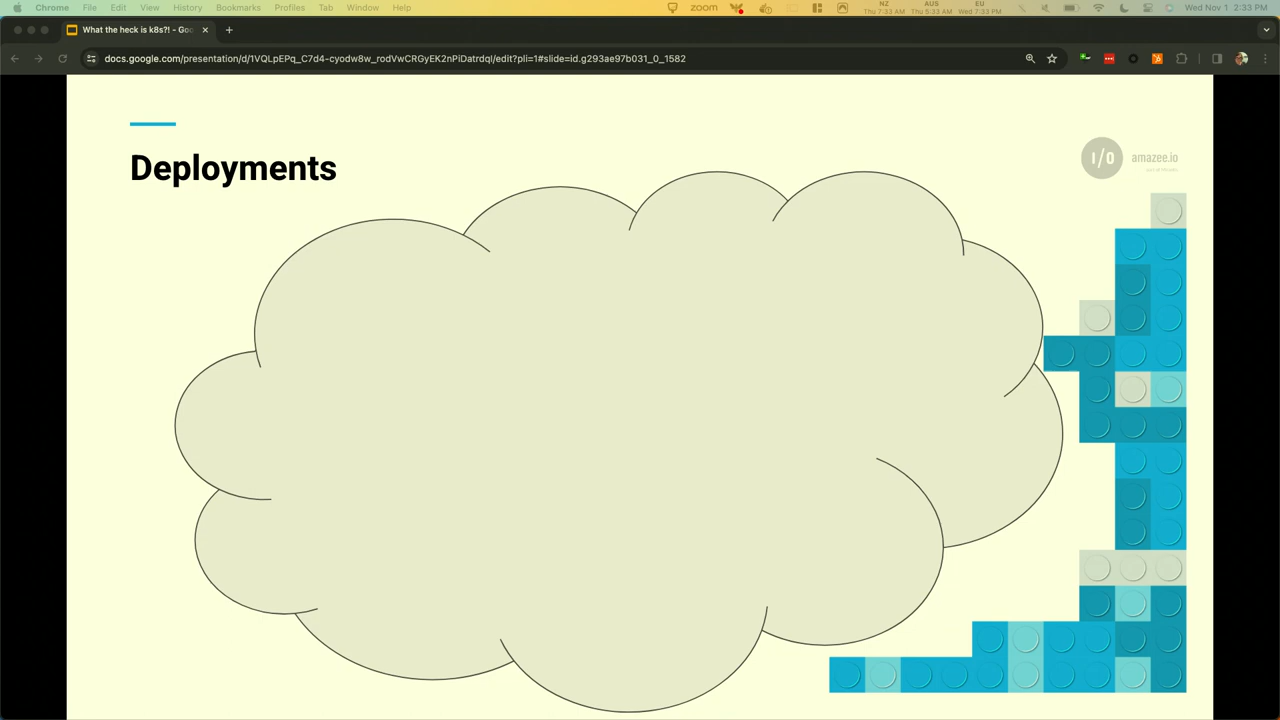 Chrome File Edit View History Bookmarks Profiles Tab Window Help
zoom
NZ AUS EU
Thu 7:33 AM Thu 5:33 AM Wed 7:33 PM
Wed Nov 1 2:33 PM
What the heck is k8s?! - Goo
docs.google.com/presentation/d/1VQLpEPq_C7d4-cyodw8w_rodVwCRGyEK2nPiDatrdqI/edit?pli=1#slide=id.g293ae97b031_0_1582
Deployments
I/O amazee.io